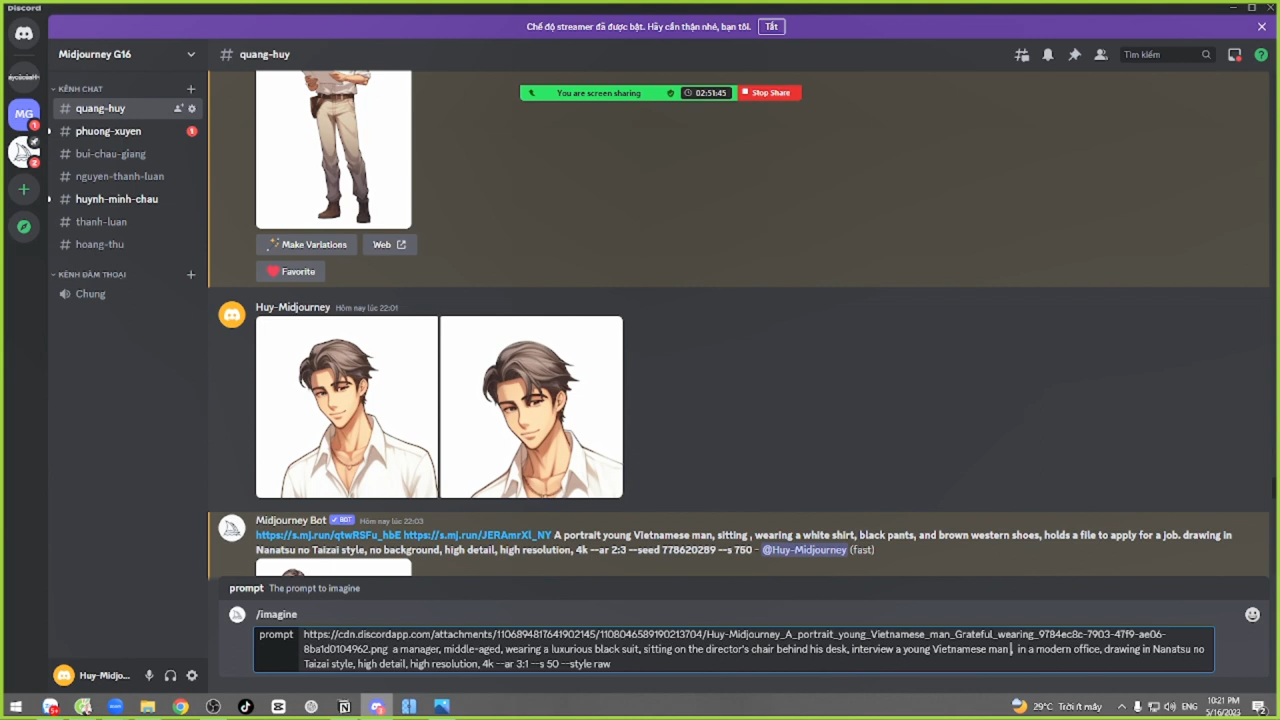 Discord
Chế độ streamer đã được bật. Hãy cẩn thận nhé, bạn tôi.
Tắt
Midjourney G16
quang-huy
Tìm kiếm
KÊNH CHAT
quang-huy
phuong-xuyen
1
bui-chau-giang
nguyen-thanh-luan
huynh-minh-chau
thanh-luan
hoang-thu
KÊNH ĐÀM THOẠI
Chung
MG
1
2
You are screen sharing
02:51:45
Stop Share
Make Variations
Web
Favorite
Huy-Midjourney Hôm nay lúc 22:01
Midjourney Bot BOT Hôm nay lúc 22:03
https://s.mj.run/qtwRSFu_hbE https://s.mj.run/JERAmrXl_NY A portrait young Vietnamese man, sitting , wearing a white shirt, black pants, and brown western shoes, holds a file to apply for a job. drawing in
Nanatsu no Taizai style, no background, high detail, high resolution, 4k --ar 2:3 --seed 778620289 --s 750 - @Huy-Midjourney (fast)
prompt The prompt to imagine
/imagine
prompt https://cdn.discordapp.com/attachments/1106894817641902145/1108046589190213704/Huy-Midjourney_A_portrait_young_Vietnamese_man_Grateful_wearing_9784ec8c-7903-47f9-ae06-
8ba1d0104962.png a manager, middle-aged, wearing a luxurious black suit, sitting on the director's chair behind his desk, interview a young Vietnamese man , in a modern office, drawing in Nanatsu no
Taizai style, high detail, high resolution, 4k --ar 3:1 --s 50 --style raw
Huy-Midjo...
5+
29°C Trời ít mây
ENG
10:21 PM
5/16/2023
2